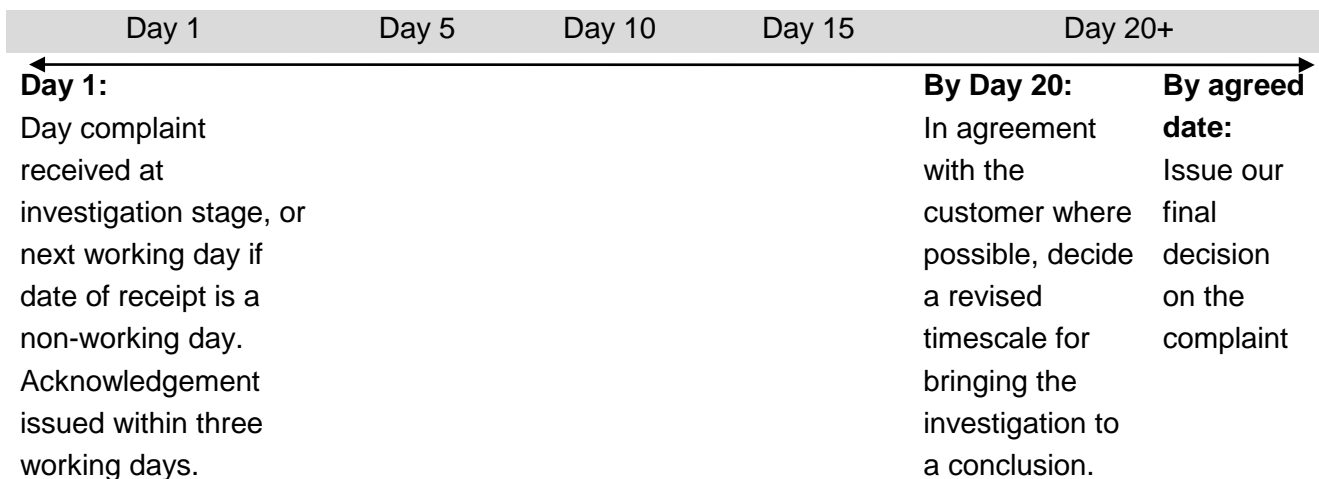 Day 1 Day 5 Day 10 Day 15 Day 20+
Day 1:
Day complaint
received at
investigation stage, or
next working day if
date of receipt is a
non-working day.
Acknowledgement
issued within three
working days.
By Day 20:
In agreement
with the
customer where
possible, decide
a revised
timescale for
bringing the
investigation to
a conclusion.
By agreed
date:
Issue our
final
decision
on the
complaint